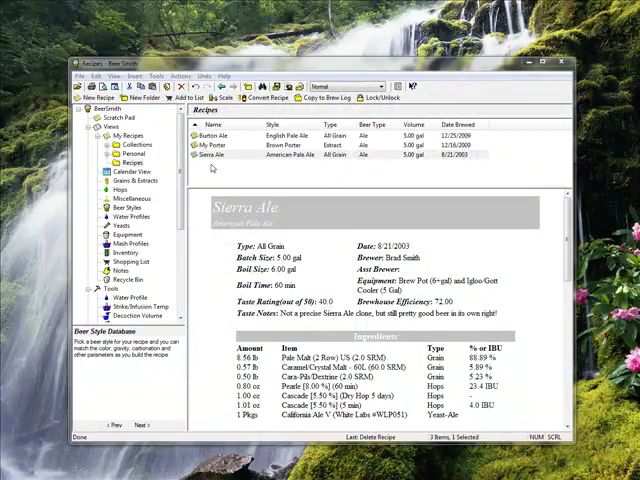 Recipes - Beer Smith
File Edit View Insert Tools Actions Units Help
Normal
New Recipe New Folder Add to List Scale Convert Recipe Copy to Brew Log Lock/Unlock
BeerSmith
Scratch Pad
Views
My Recipes
Collections
Personal
Recipes
Calendar View
Grains & Extracts
Hops
Miscellaneous
Beer Styles
Water Profiles
Yeasts
Equipment
Mash Profiles
Inventory
Shopping List
Notes
Recycle Bin
Tools
Water Profile
Strike/Infusion Temp
Decoction Volume
Beer Style Database
Pick a beer style for your recipe and you can
match the color, gravity, carbonation and
other parameters as you build the recipe.
< Prev Next >
Recipes
Name Style Type Beer Type Volume Date Brewed
Burton Ale English Pale Ale All Grain Ale 5.00 gal 12/25/2009
My Porter Brown Porter Extract Ale 5.00 gal 12/16/2009
Sierra Ale American Pale Ale All Grain Ale 5.00 gal 8/21/2003
Sierra Ale
American Pale Ale
Type: All Grain Date: 8/21/2003
Batch Size: 5.00 gal Brewer: Brad Smith
Boil Size: 6.00 gal Asst Brewer:
Boil Time: 60 min Equipment: Brew Pot (6+gal) and Igloo/Gott
Cooler (5 Gal)
Taste Rating(out of 50): 40.0 Brewhouse Efficiency: 72.00
Taste Notes: Not a precise Sierra Ale clone, but still pretty good beer in its own right!
Ingredients
Amount Item Type % or IBU
8.56 lb Pale Malt (2 Row) US (2.0 SRM) Grain 88.89 %
0.57 lb Caramel/Crystal Malt - 60L (60.0 SRM) Grain 5.89 %
0.50 lb Cara-Pils/Dextrine (2.0 SRM) Grain 5.23 %
0.80 oz Pearle [8.00 %] (60 min) Hops 23.4 IBU
1.00 oz Cascade [5.50 %] (Dry Hop 5 days) Hops -
1.01 oz Cascade [5.50 %] (5 min) Hops 4.0 IBU
1 Pkgs California Ale V (White Labs #WLP051) Yeast-Ale
Done Last: Delete Recipe 3 Items, 1 Selected NUM SCRL